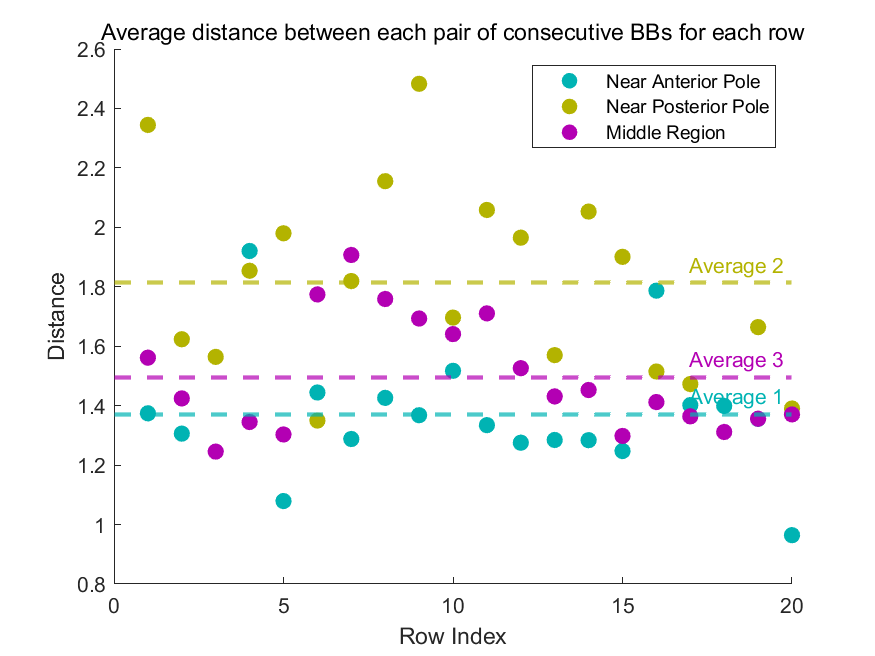 Average distance between each pair of consecutive BBs for each row
2.6
2.4
2.2
2
1.8
1.6
1.4
1.2
1
0.8
Distance
Near Anterior Pole
Near Posterior Pole
Middle Region
Average 2
Average 3
Average 1
0
5
10
15
20
Row Index